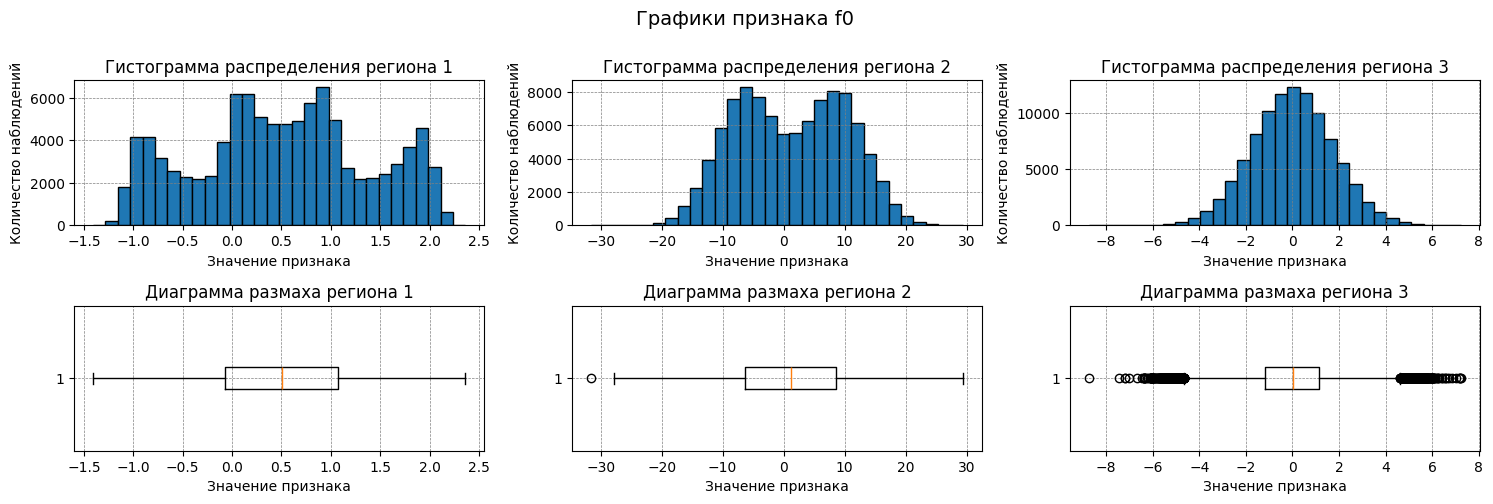 Графики признака f0
Гистограмма распределения региона 1
Количество наблюдений
6000
4000
2000
0
−1.5 −1.0 −0.5 0.0 0.5 1.0 1.5 2.0 2.5
Значение признака
Гистограмма распределения региона 2
Количество наблюдений
8000
6000
4000
2000
0
−30 −20 −10 0 10 20 30
Значение признака
Гистограмма распределения региона 3
Количество наблюдений
10000
5000
0
−8 −6 −4 −2 0 2 4 6 8
Значение признака
Диаграмма размаха региона 1
1
−1.5 −1.0 −0.5 0.0 0.5 1.0 1.5 2.0 2.5
Значение признака
Диаграмма размаха региона 2
1
−30 −20 −10 0 10 20 30
Значение признака
Диаграмма размаха региона 3
1
−8 −6 −4 −2 0 2 4 6 8
Значение признака